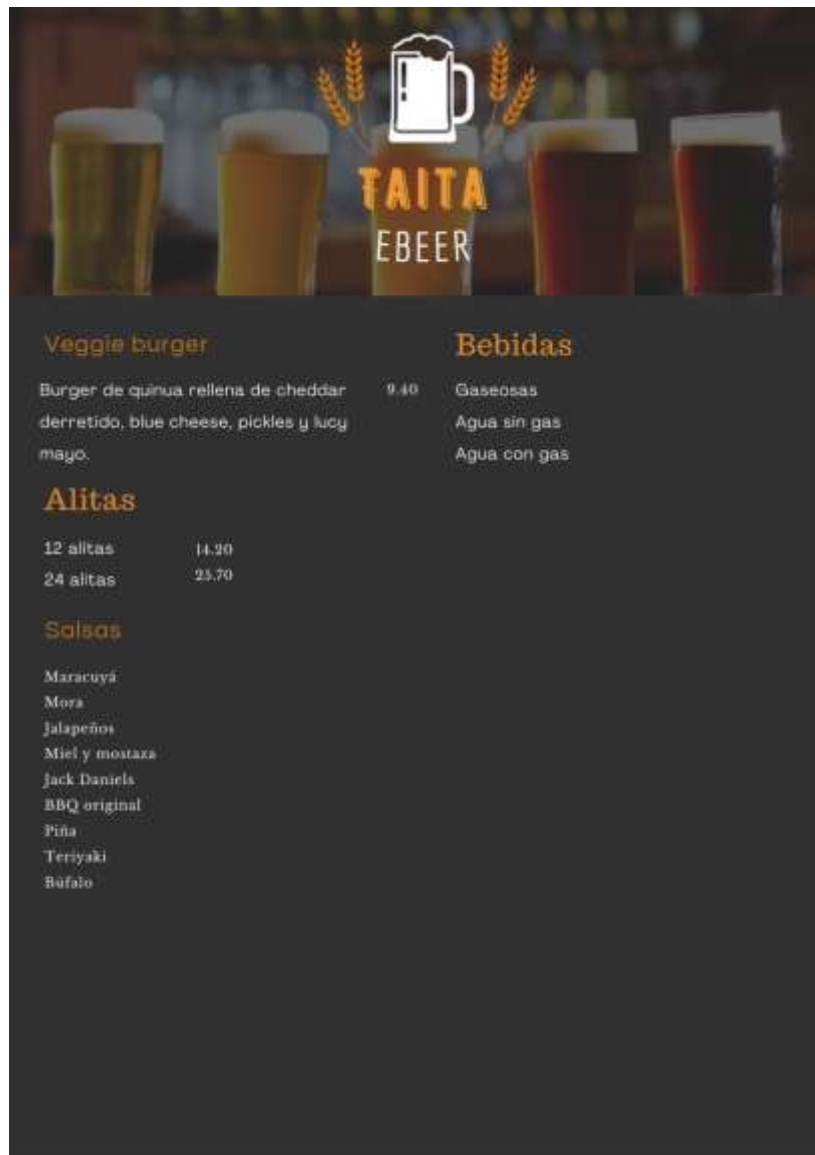 TAITA
EBEER
Veggie burger
Burger de quinua rellena de cheddar 9.40
derretido, blue cheese, pickles y lucy
mayo.
Alitas
12 alitas 14.20
24 alitas 25.70
Salsas
Maracuyá
Mora
Jalapeños
Miel y mostaza
Jack Daniels
BBQ original
Piña
Teriyaki
Búfalo
Bebidas
Gaseosas
Agua sin gas
Agua con gas